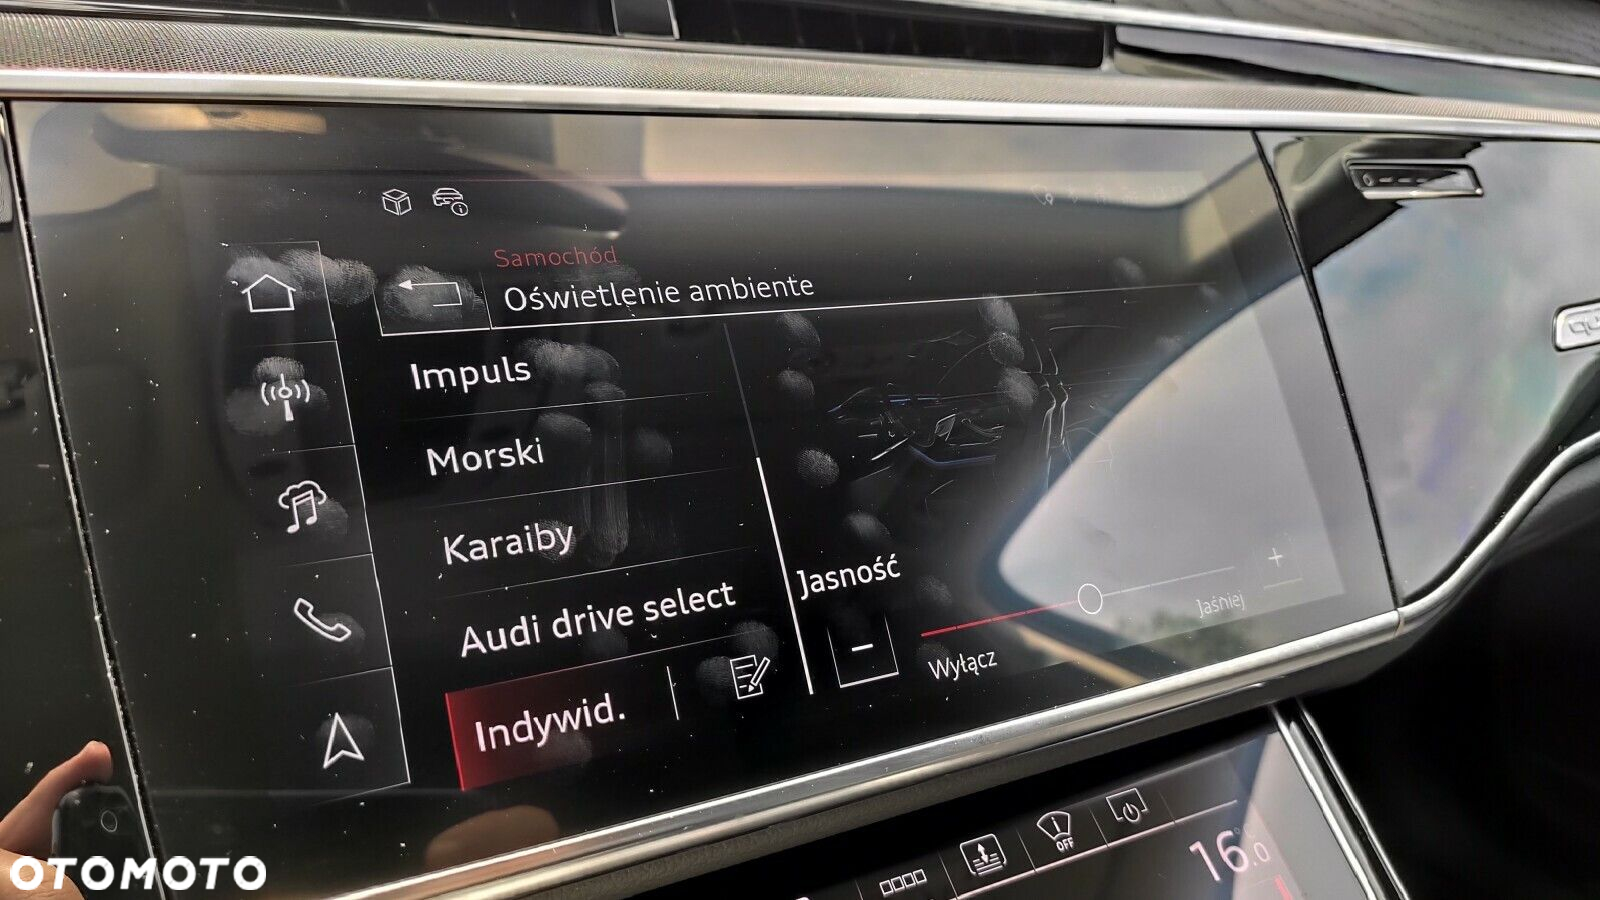 Samochód
Oświetlenie ambiente
Impuls
Morski
Karaiby
Audi drive select
Indywid.
Jasność
+
Jaśniej
−
Wyłącz
OFF
16.0
OTOMOTO